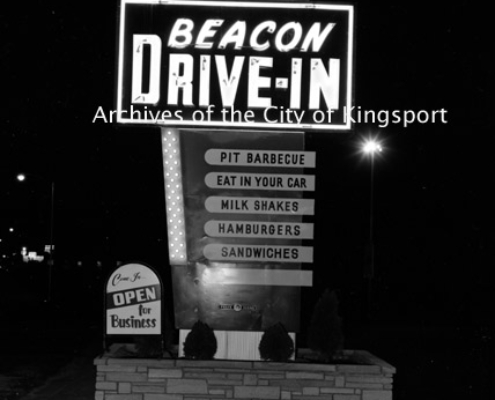 BEACON
DRIVE-IN
Archives of the City of Kingsport
PIT BARBECUE
EAT IN YOUR CAR
MILK SHAKES
HAMBURGERS
SANDWICHES
Come In
OPEN
for
Business